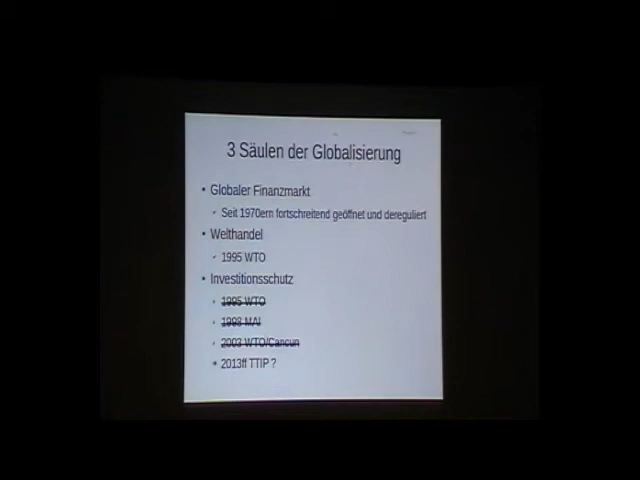 3 Säulen der Globalisierung
• Globaler Finanzmarkt
Seit 1970ern fortschreitend geöffnet und dereguliert
• Welthandel
1995 WTO
• Investitionsschutz
1995 WTO
1998 MAI
2003 WTO/Cancun
2013ff TTIP ?